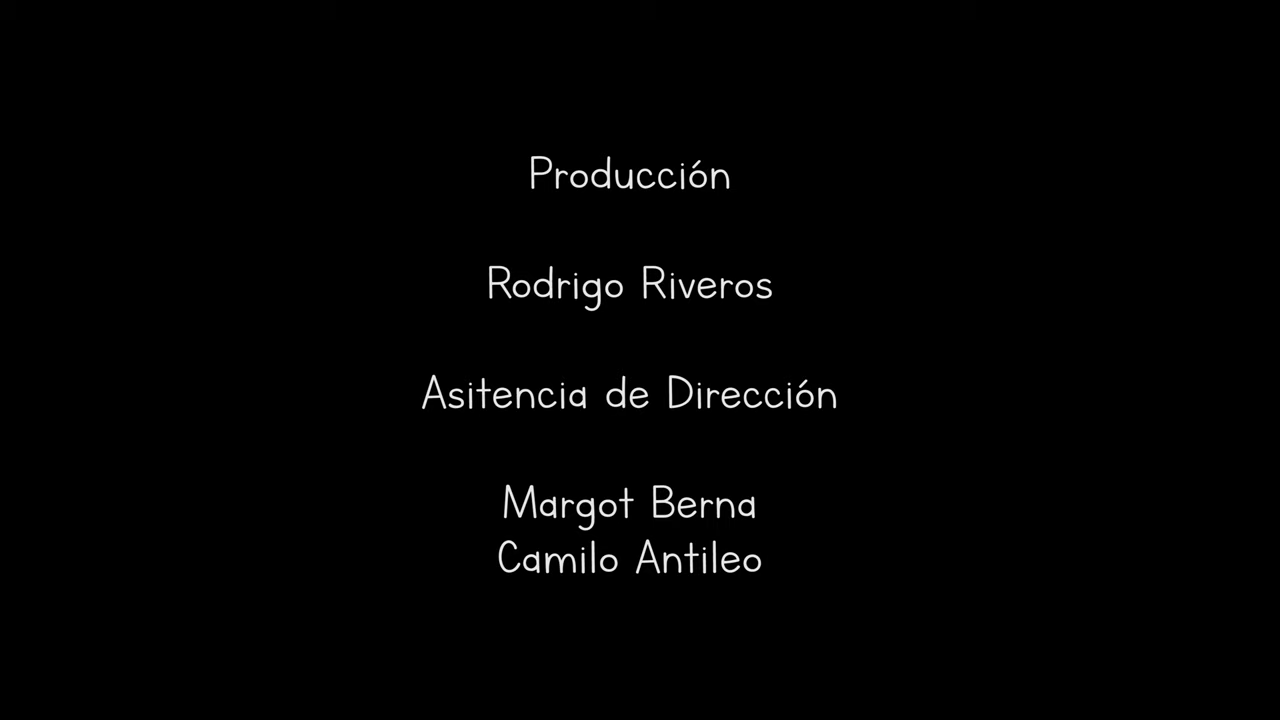 Producción
Rodrigo Riveros
Asitencia de Dirección
Margot Berna
Camilo Antileo